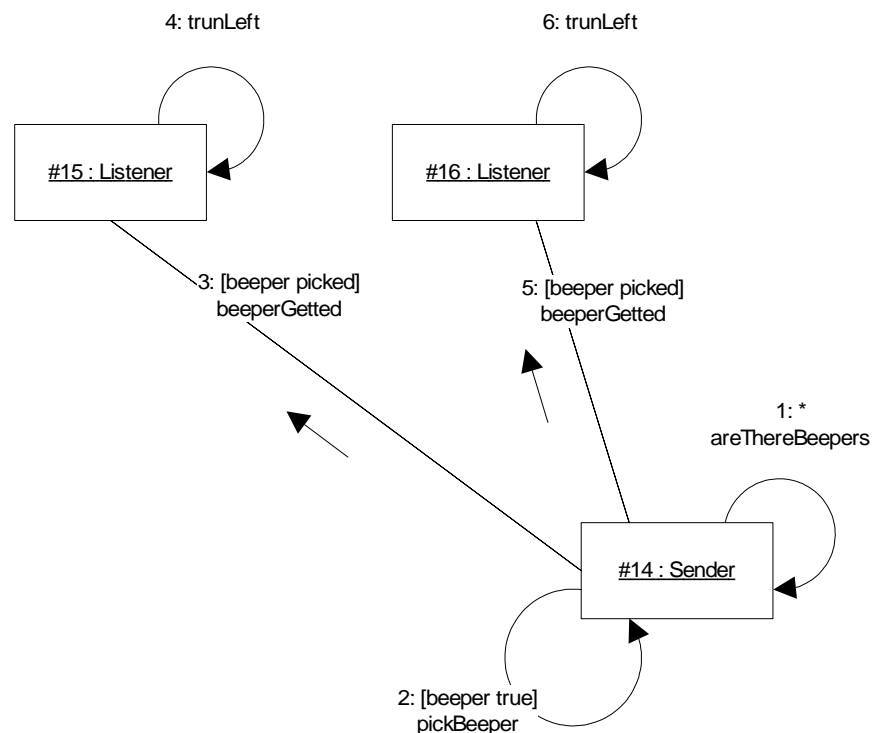 4: trunLeft
6: trunLeft
#15 : Listener
#16 : Listener
3: [beeper picked]
beeperGetted
5: [beeper picked]
beeperGetted
1: *
areThereBeepers
#14 : Sender
2: [beeper true]
pickBeeper